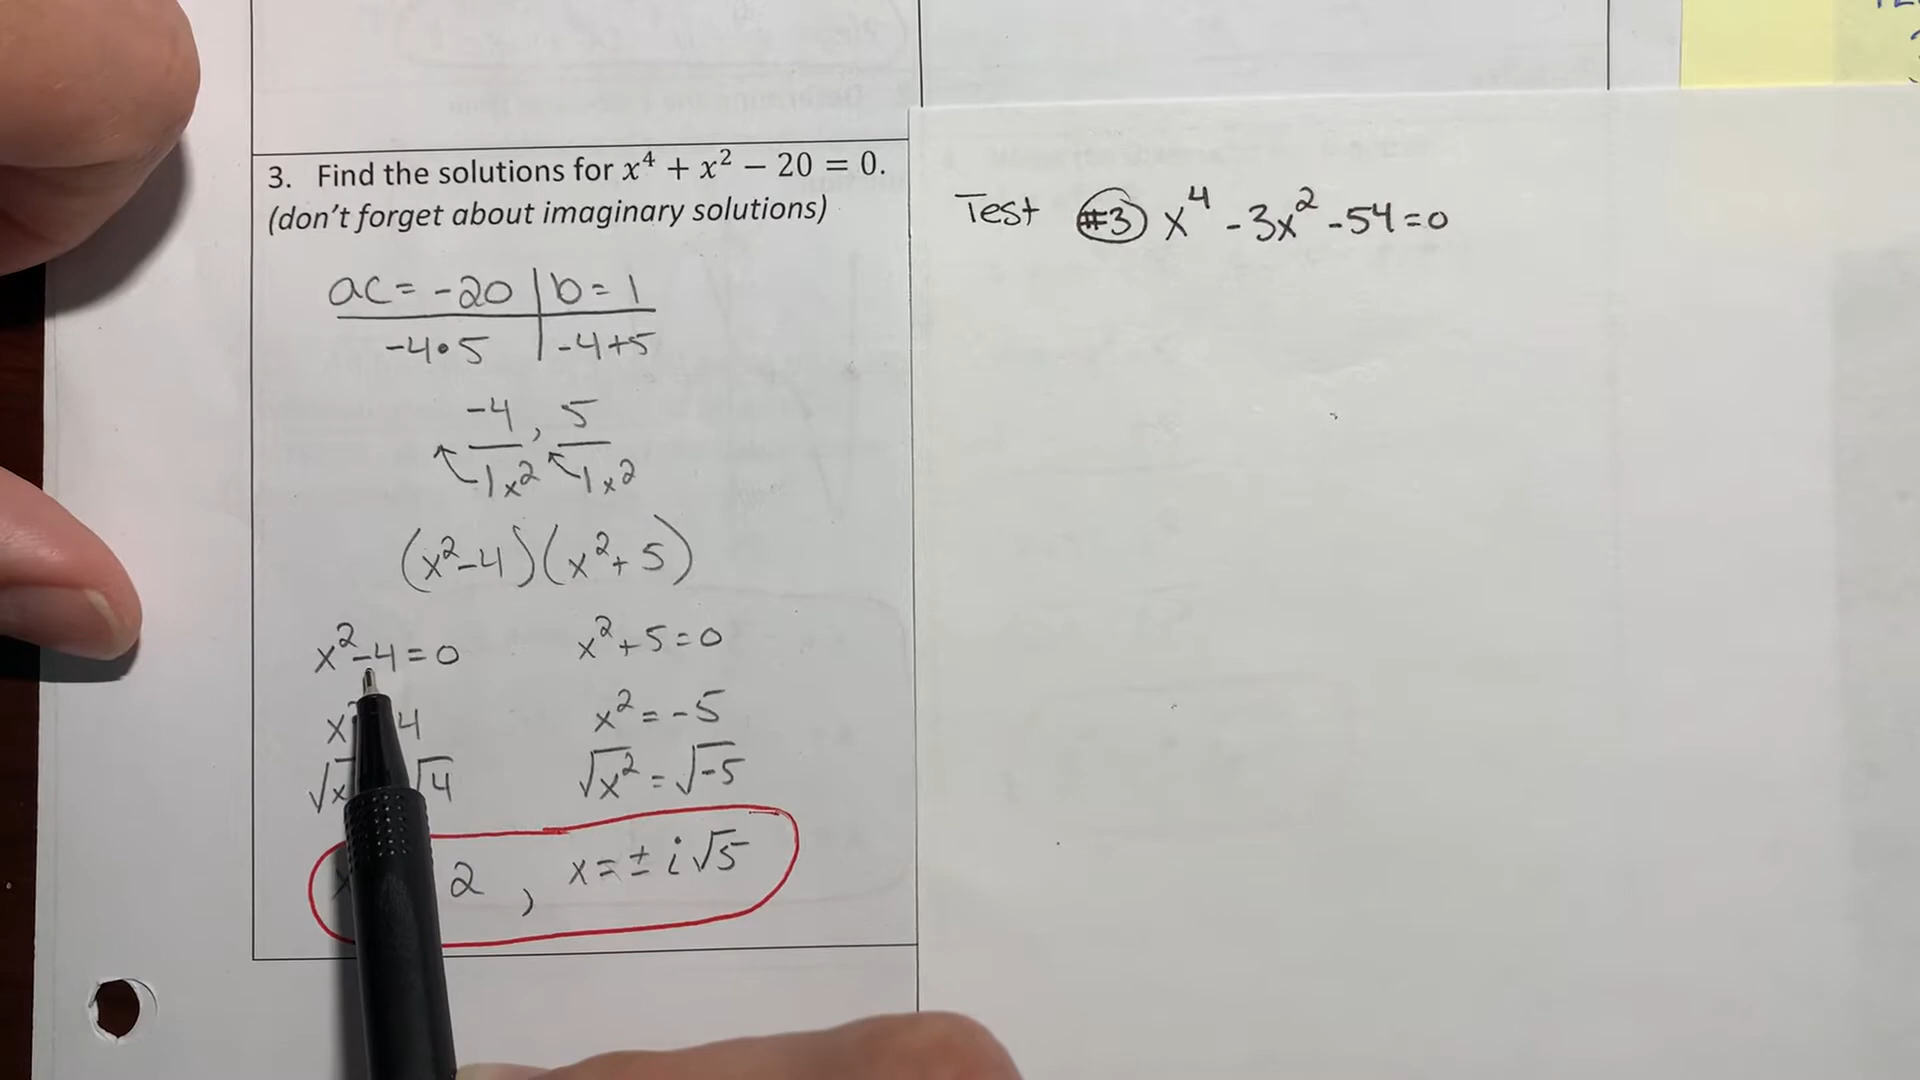 3. Find the solutions for x⁴ + x² − 20 = 0.
(don't forget about imaginary solutions)
ac = -20 | b = 1
-4•5 | -4+5
-4 , 5
1x² 1x²
(x²-4)(x²+5)
x²-4=0
x 4
√x √4
x²+5=0
x²=-5
√x²=√-5
2 , x=±i√5
Test #3) x⁴-3x²-54=0